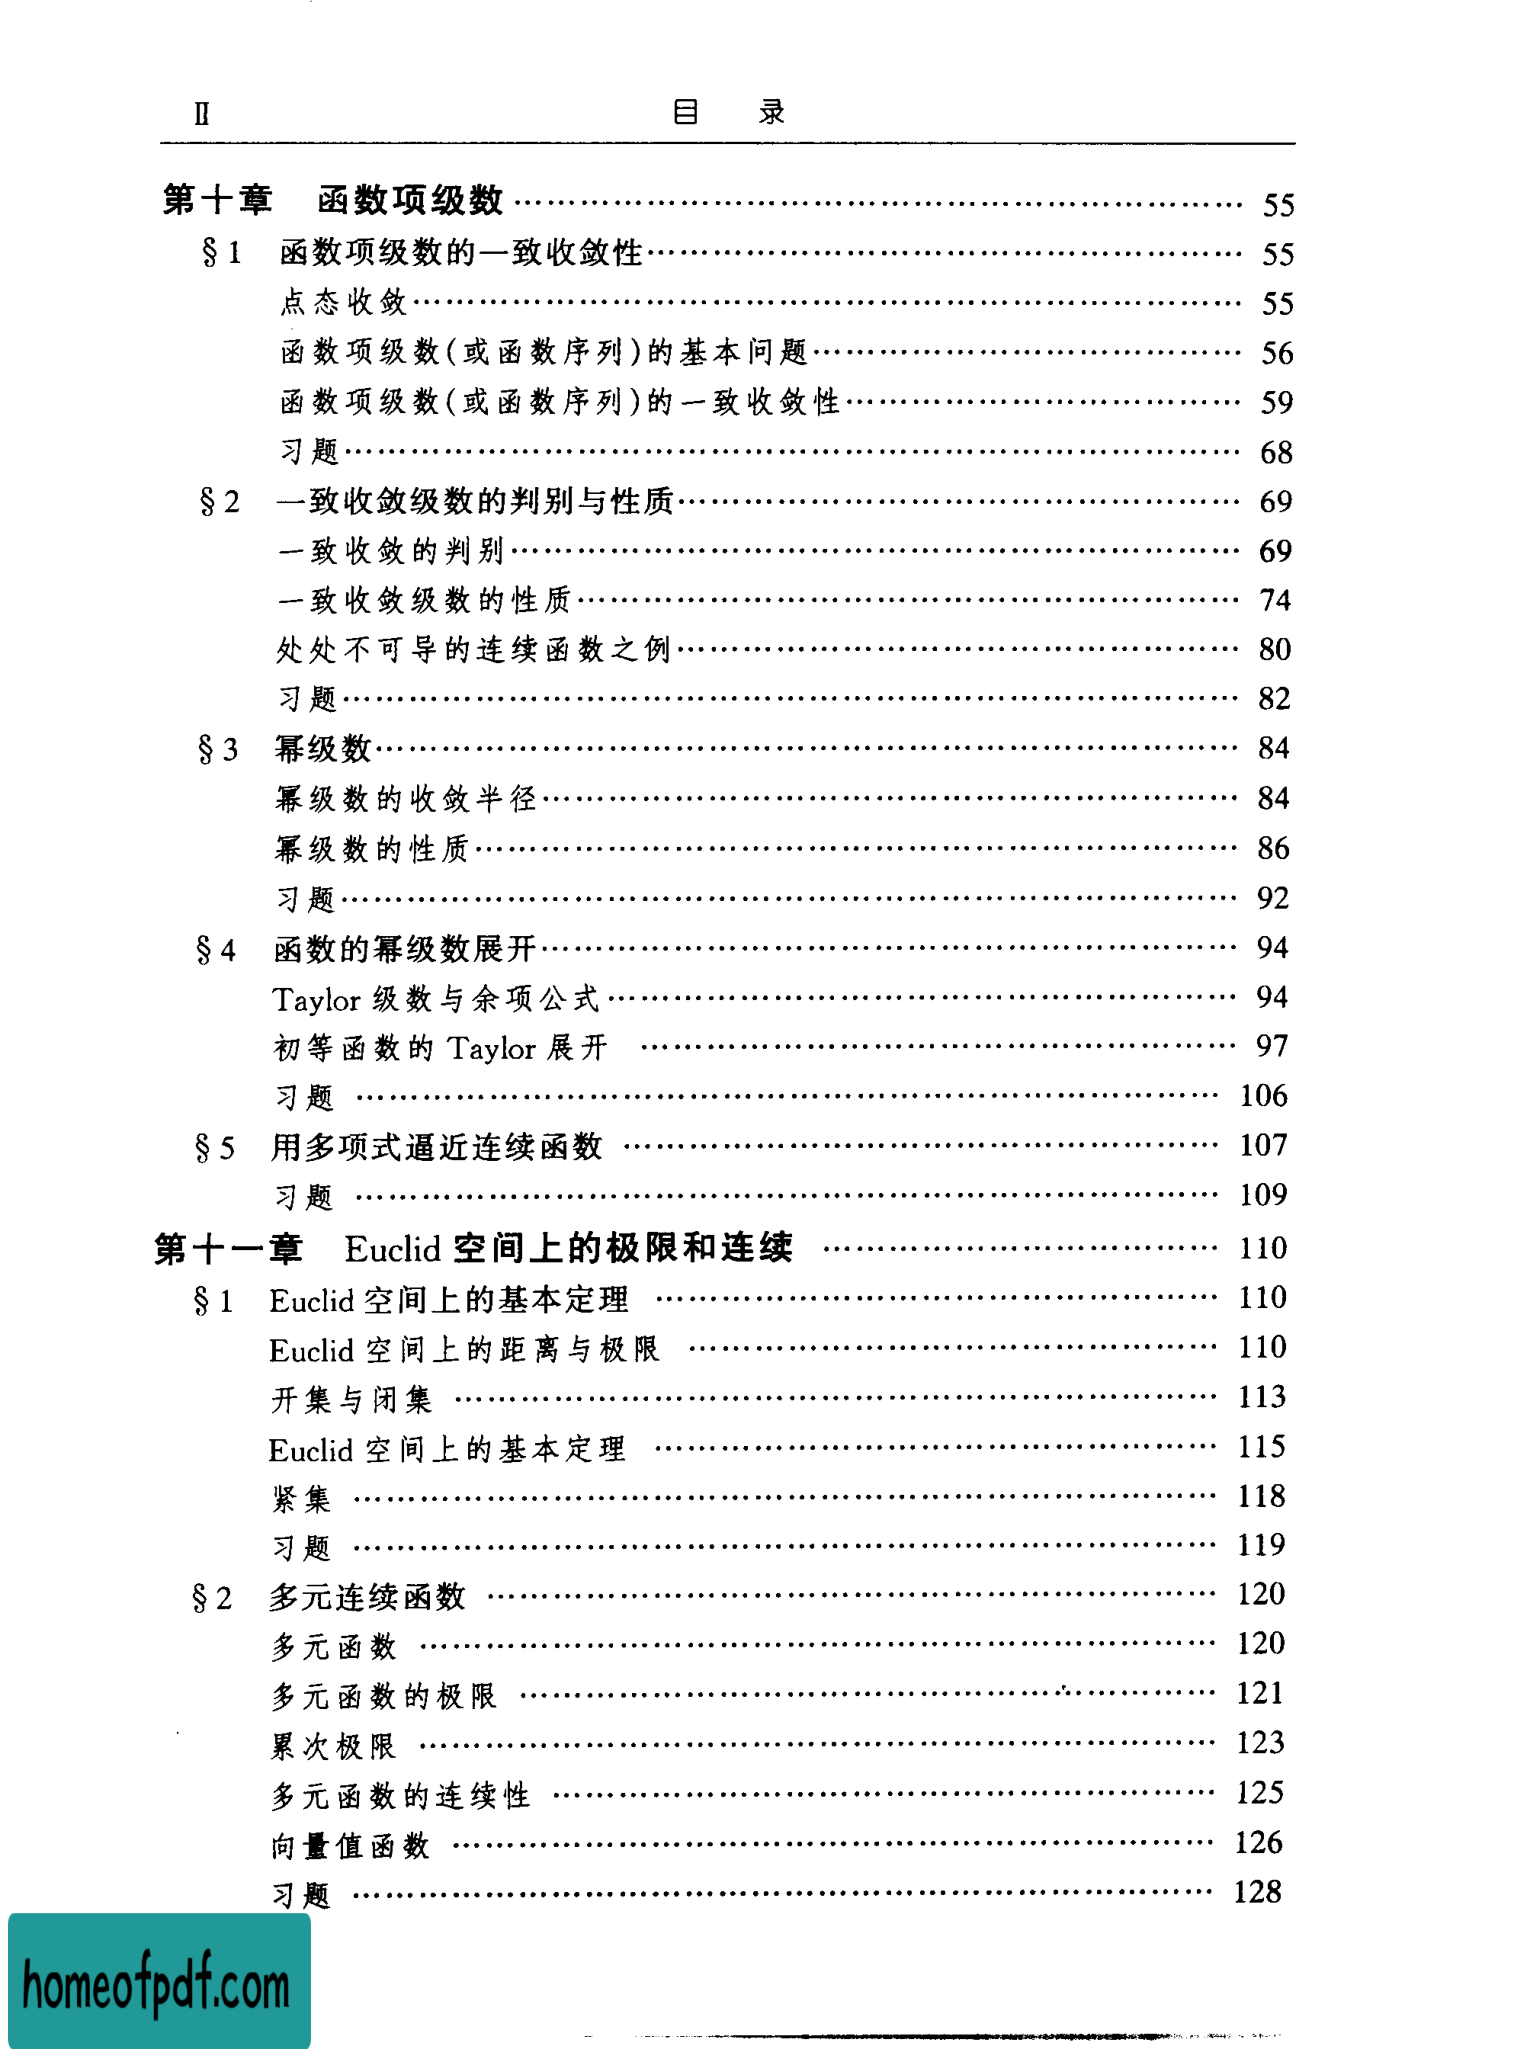 Ⅱ 目 录
第十章 函数项级数 …… 55
§1 函数项级数的一致收敛性 …… 55
点态收敛 …… 55
函数项级数(或函数序列)的基本问题 …… 56
函数项级数(或函数序列)的一致收敛性 …… 59
习题 …… 68
§2 一致收敛级数的判别与性质 …… 69
一致收敛的判别 …… 69
一致收敛级数的性质 …… 74
处处不可导的连续函数之例 …… 80
习题 …… 82
§3 幂级数 …… 84
幂级数的收敛半径 …… 84
幂级数的性质 …… 86
习题 …… 92
§4 函数的幂级数展开 …… 94
Taylor 级数与余项公式 …… 94
初等函数的 Taylor 展开 …… 97
习题 …… 106
§5 用多项式逼近连续函数 …… 107
习题 …… 109
第十一章 Euclid 空间上的极限和连续 …… 110
§1 Euclid 空间上的基本定理 …… 110
Euclid 空间上的距离与极限 …… 110
开集与闭集 …… 113
Euclid 空间上的基本定理 …… 115
紧集 …… 118
习题 …… 119
§2 多元连续函数 …… 120
多元函数 …… 120
多元函数的极限 …… 121
累次极限 …… 123
多元函数的连续性 …… 125
向量值函数 …… 126
习题 …… 128
homeofpdf.com